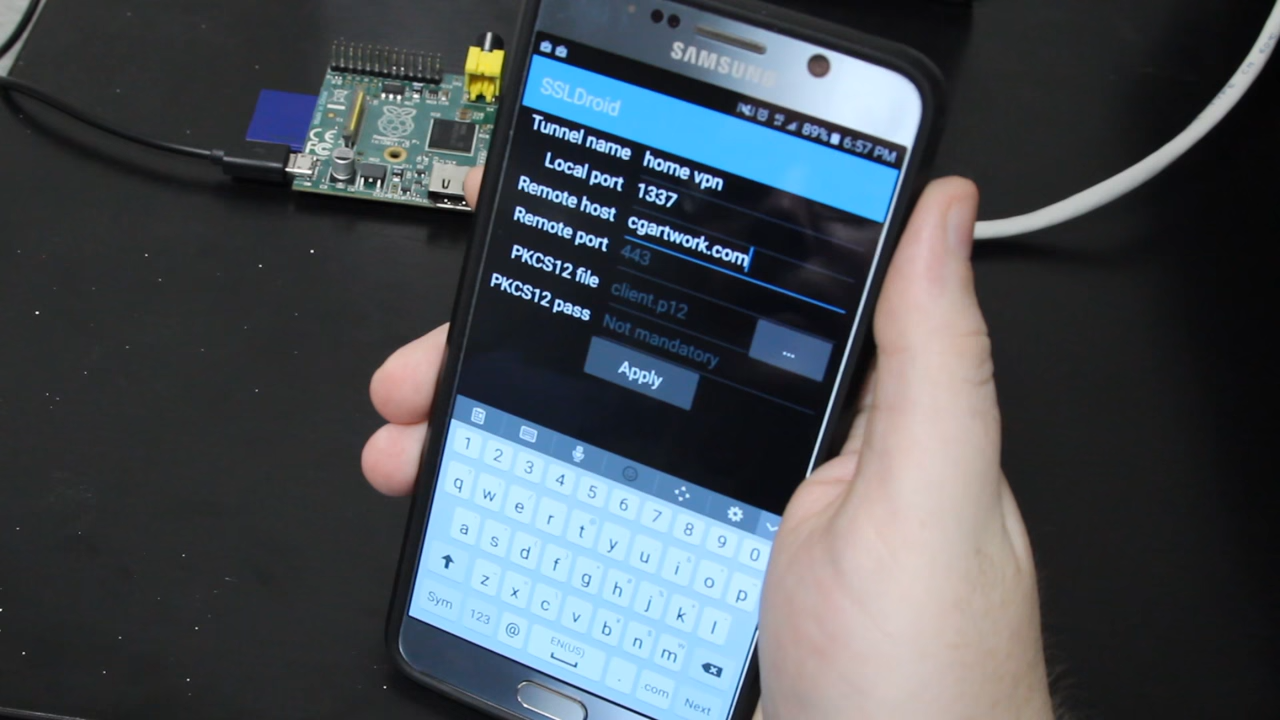 SAMSUNG
89% 6:57 PM
SSLDroid
Tunnel name home vpn
Local port 1337
Remote host cgartwork.com
Remote port 443
PKCS12 file client.p12
...
PKCS12 pass Not mandatory
Apply
1 2 3 4 5 6 7 8 9 0
q w e r t y u i o p
a s d f g h j k l
z x c v b n m
Sym 123 @ EN(US) . .com Next
CE
U